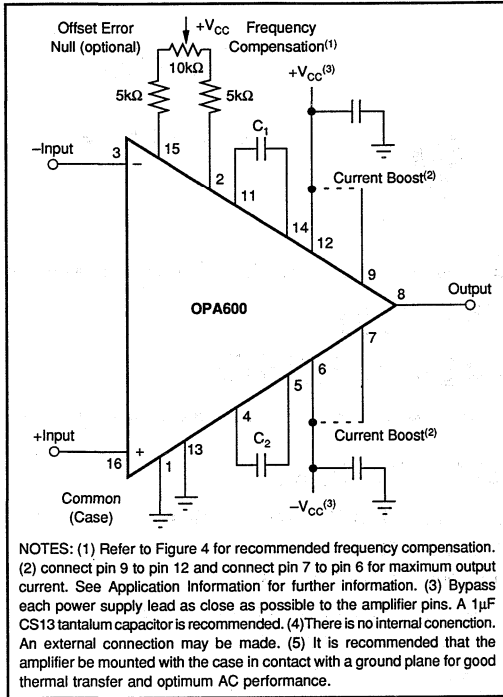 Offset Error
Null (optional)
+VCC
Frequency
Compensation(1)
10kΩ
5kΩ
5kΩ
+VCC(3)
C1
–Input
3
–
15
2
11
14
12
Current Boost(2)
9
OPA600
8
Output
7
6
5
4
Current Boost(2)
C2
+Input
+
16
1
13
–VCC(3)
Common
(Case)
NOTES: (1) Refer to Figure 4 for recommended frequency compensation.
(2) connect pin 9 to pin 12 and connect pin 7 to pin 6 for maximum output
current. See Application Information for further information. (3) Bypass
each power supply lead as close as possible to the amplifier pins. A 1µF
CS13 tantalum capacitor is recommended. (4)There is no internal conenction.
An external connection may be made. (5) It is recommended that the
amplifier be mounted with the case in contact with a ground plane for good
thermal transfer and optimum AC performance.